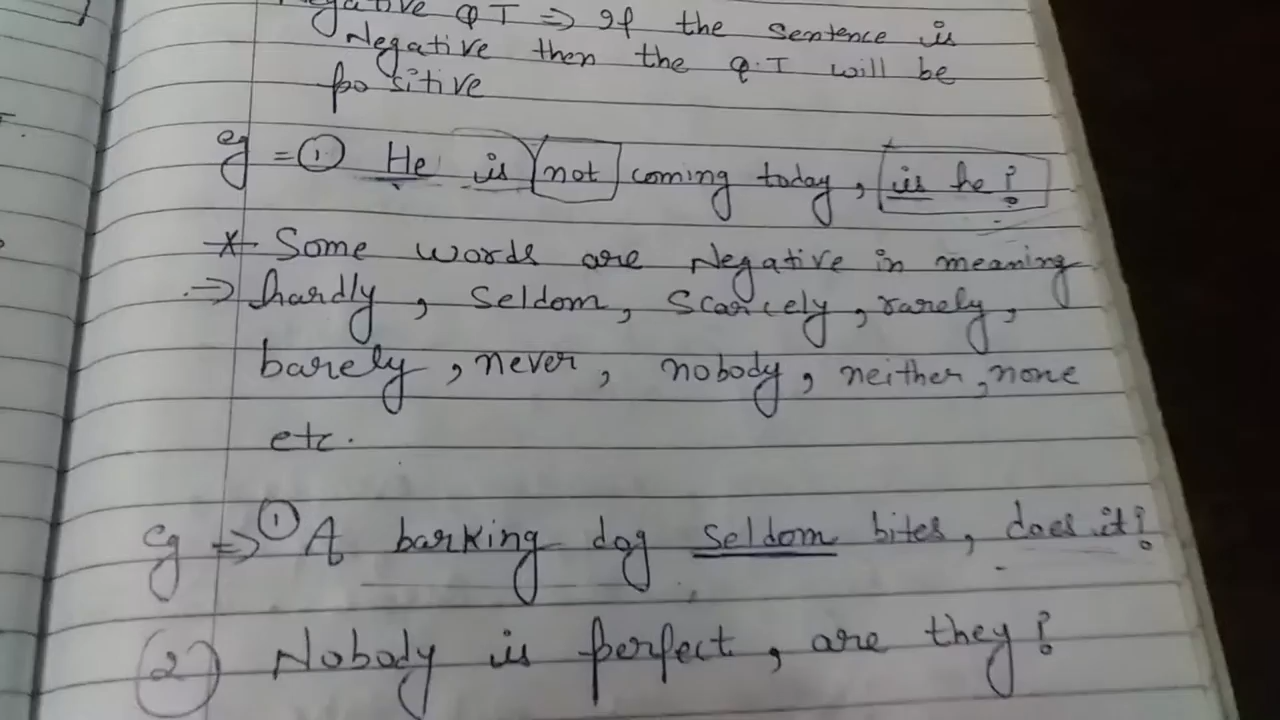 Negative Q T ⇒ If the sentence is
Negative then the Q.T will be
positive
eg = ① He is not coming today, is he?
* Some words are Negative in meaning
→ hardly, Seldom, Scarcely, rarely,
barely, never, nobody, neither, none
etc.
eg ⇒ ① A barking dog seldom bites, does it?
② Nobody is perfect, are they?